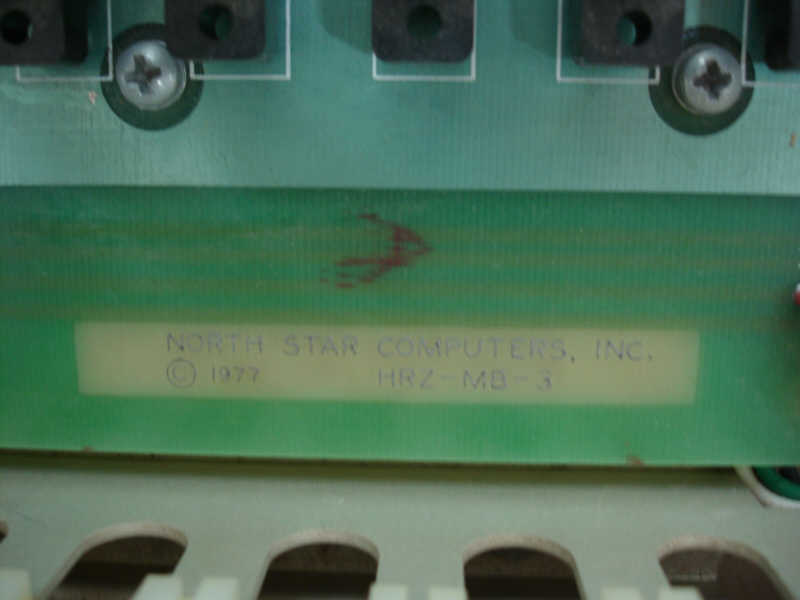 NORTH STAR COMPUTERS, INC.
© 1977 HRZ-MB-3